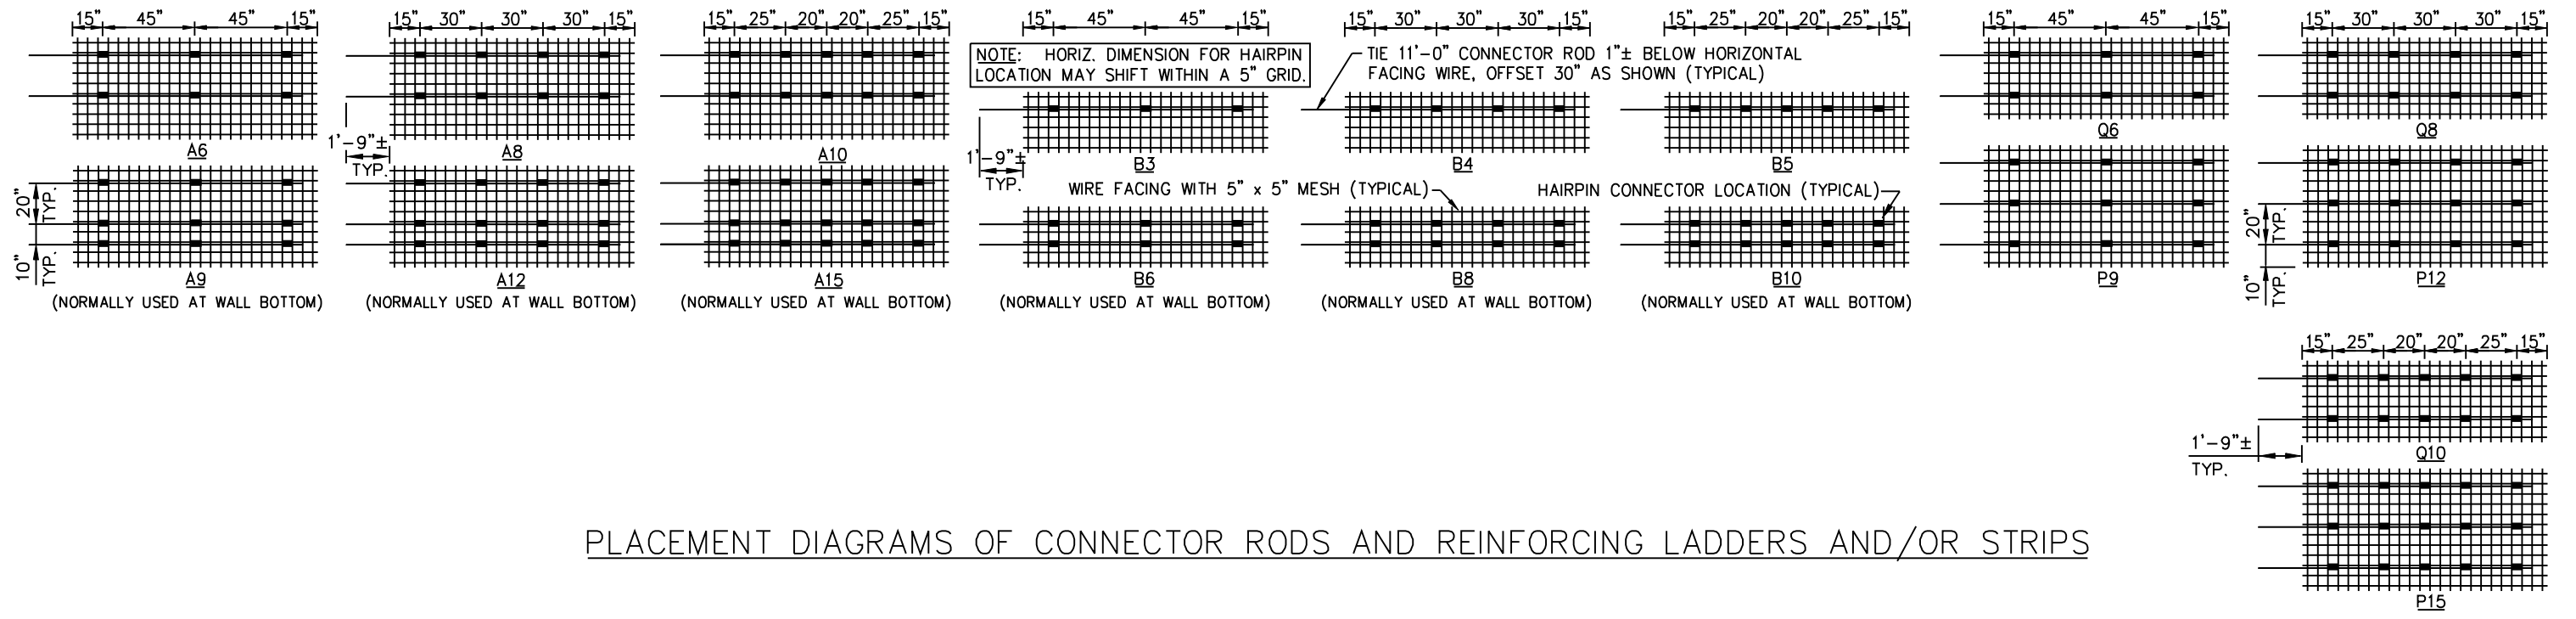 15" 45" 45" 15" 15" 30" 30" 30" 15" 15" 25" 20" 20" 25" 15" 15" 45" 45" 15" 15" 30" 30" 30" 15" 15" 25" 20" 20" 25" 15" 15" 45" 45" 15" 15" 30" 30" 30" 15"
NOTE: HORIZ. DIMENSION FOR HAIRPIN
LOCATION MAY SHIFT WITHIN A 5" GRID.
TIE 11'-0" CONNECTOR ROD 1"± BELOW HORIZONTAL
FACING WIRE, OFFSET 30" AS SHOWN (TYPICAL)
A6 A8 A10 B3 B4 B5 Q6 Q8
1'-9"±
TYP.
1'-9"±
TYP.
WIRE FACING WITH 5" x 5" MESH (TYPICAL)
HAIRPIN CONNECTOR LOCATION (TYPICAL)
20"
TYP.
10"
TYP.
20"
TYP.
10"
TYP.
A9 A12 A15 B6 B8 B10 P9 P12
(NORMALLY USED AT WALL BOTTOM) (NORMALLY USED AT WALL BOTTOM) (NORMALLY USED AT WALL BOTTOM) (NORMALLY USED AT WALL BOTTOM) (NORMALLY USED AT WALL BOTTOM) (NORMALLY USED AT WALL BOTTOM)
15" 25" 20" 20" 25" 15"
1'-9"±
TYP.
Q10
PLACEMENT DIAGRAMS OF CONNECTOR RODS AND REINFORCING LADDERS AND/OR STRIPS
P15